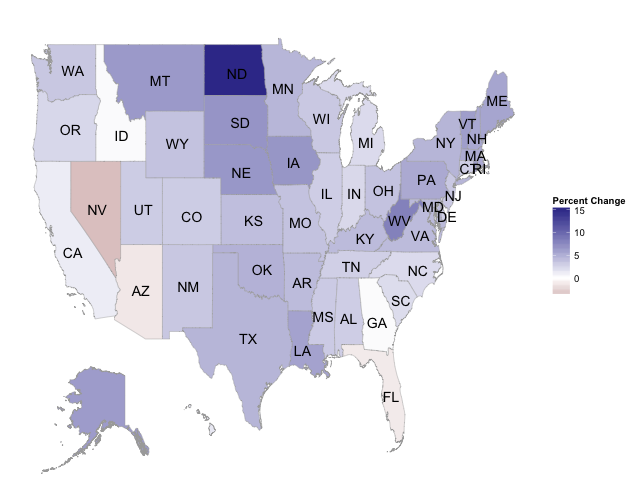 WA
MT
ND
MN
ME
OR
ID
SD
WI
VT
NH
WY
MI
NY
MA
CT
RI
NE
IA
PA
NJ
NV
UT
CO
IL
IN
OH
MD
DE
WV
VA
KS
MO
KY
CA
OK
TN
NC
AZ
NM
AR
SC
TX
MS
AL
GA
LA
FL
Percent Change
15
10
5
0